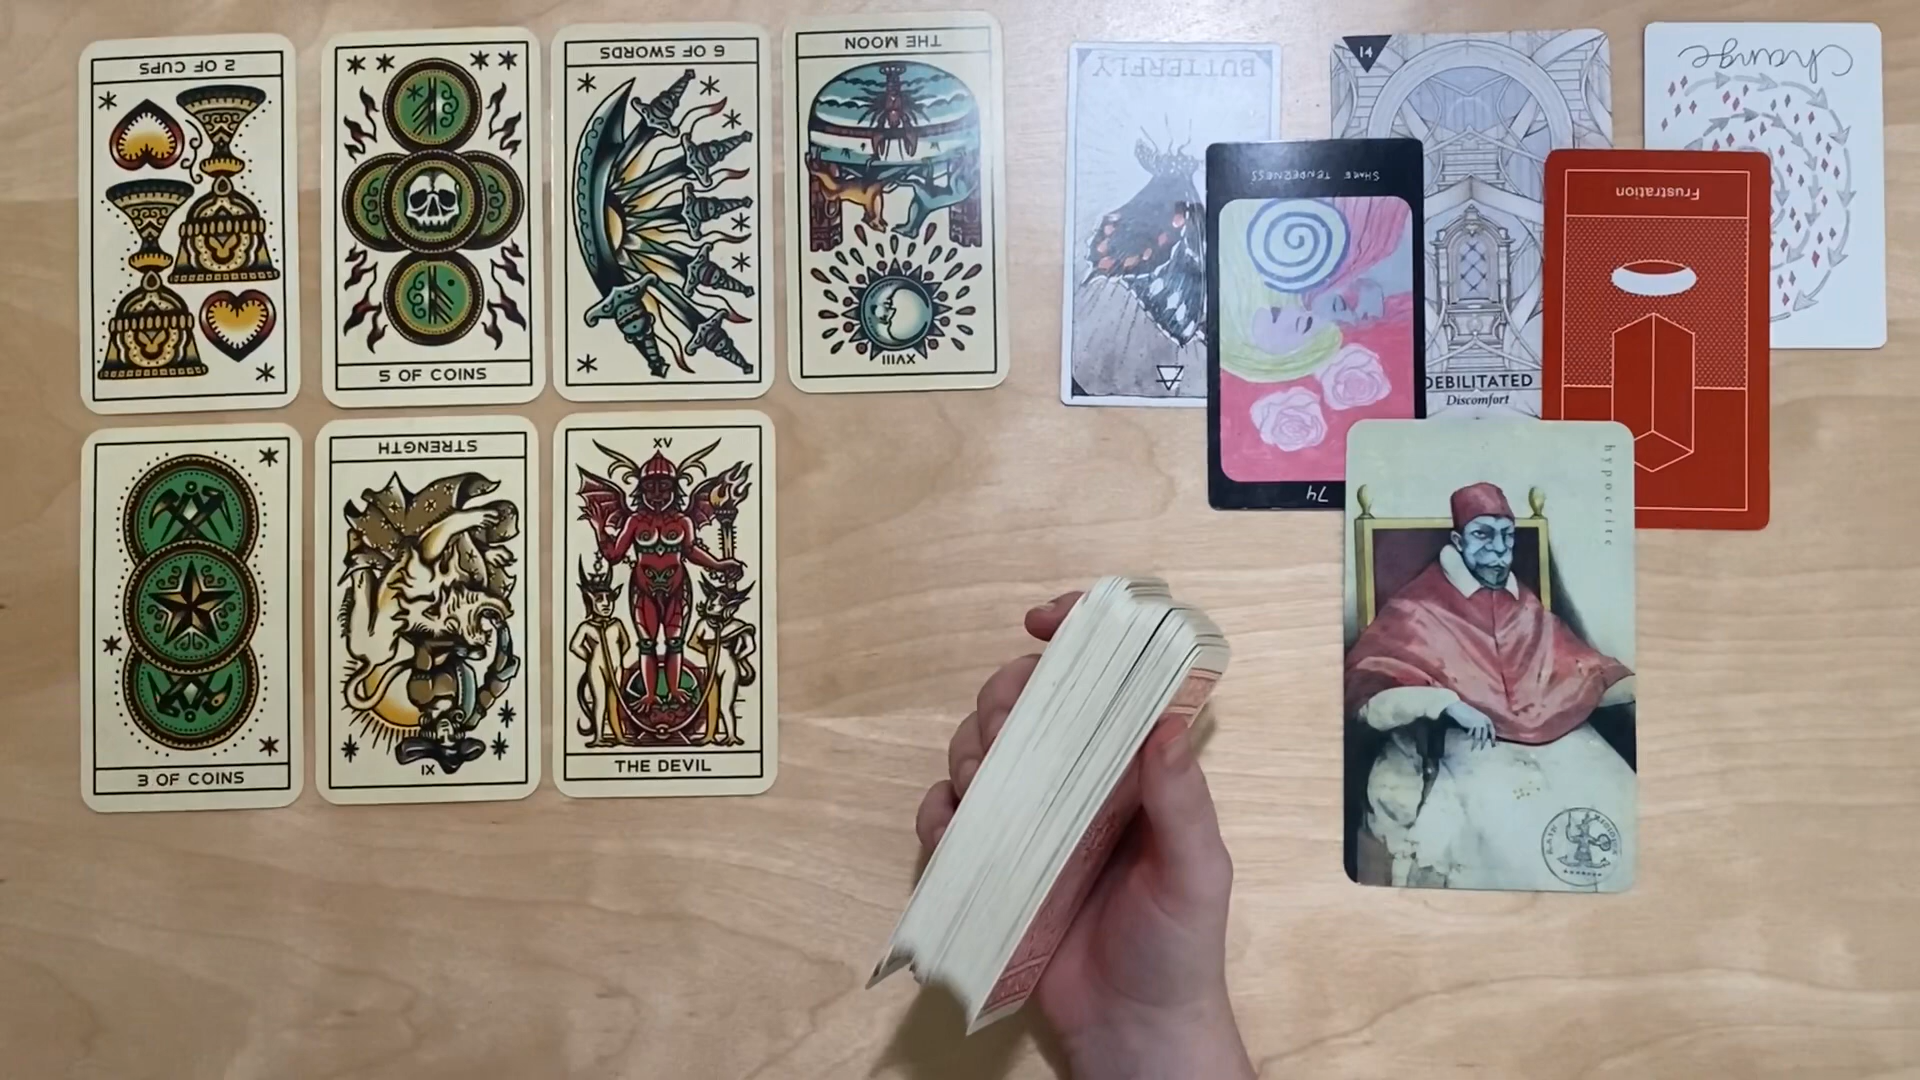 2 OF CUPS
5 OF COINS
6 OF SWORDS
THE MOON
XVIII
BUTTERFLY
14
DEBILITATED
Discomfort
change
SHARE TENDERNESS
74
Frustration
hypocrite
3 OF COINS
STRENGTH
XI
XV
THE DEVIL